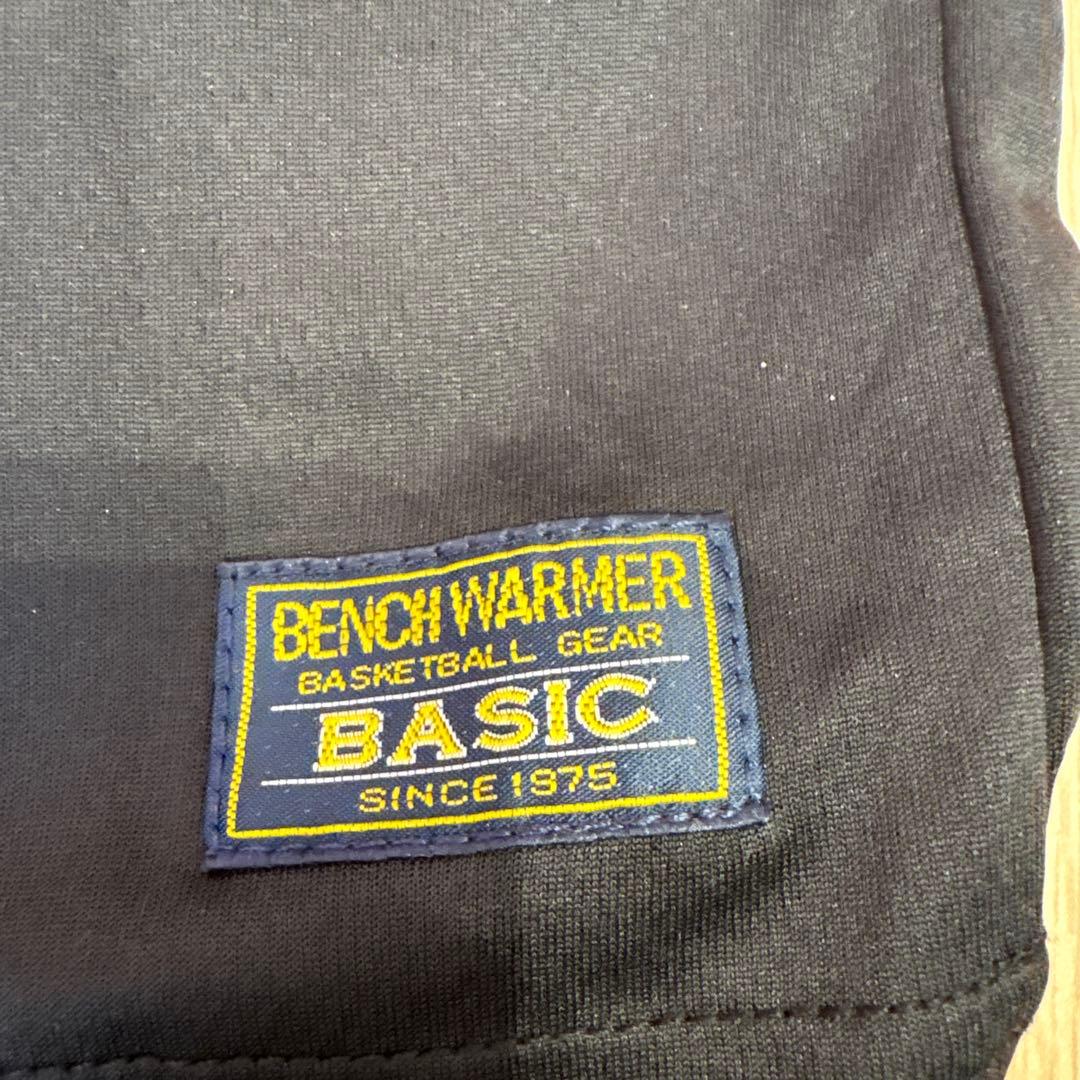 BENCH WARMER
BASKETBALL GEAR
BASIC
SINCE 1975